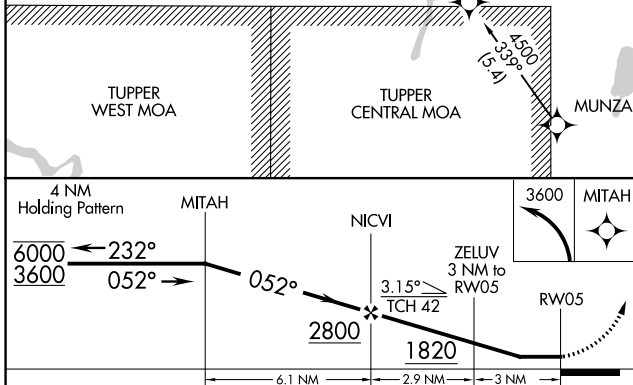 4500
339°
(5.4)
TUPPER
WEST MOA
TUPPER
CENTRAL MOA
MUNZA
4 NM
Holding Pattern
MITAH
NICVI
3600
MITAH
6000
3600
232°
052°
052°
ZELUV
3 NM to
RW05
3.15°
TCH 42
RW05
2800
1820
6.1 NM
2.9 NM
3 NM